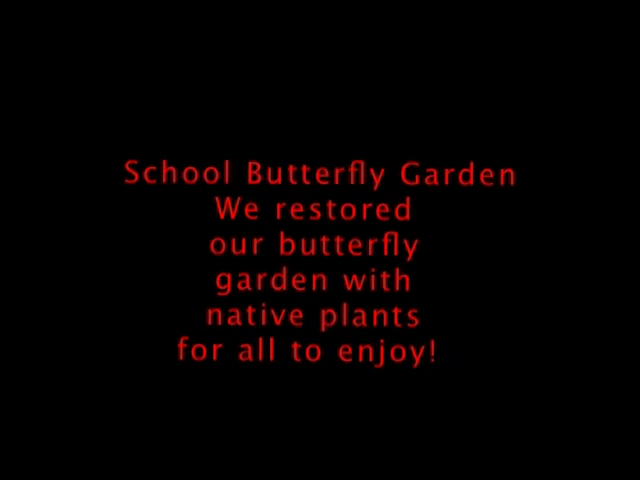 School Butterfly Garden
We restored
our butterfly
garden with
native plants
for all to enjoy!